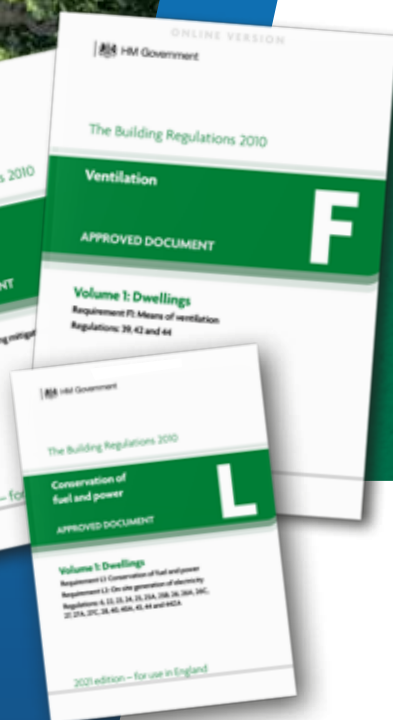 ONLINE VERSION
HM Government
The Building Regulations 2010
Ventilation
F
APPROVED DOCUMENT
Volume 1: Dwellings
Requirement F1: Means of ventilation
Regulations: 39, 42 and 44
2010
HM Government
The Building Regulations 2010
Conservation of
fuel and power
L
APPROVED DOCUMENT
Volume 1: Dwellings
Requirement L1: Conservation of fuel and power
Requirement L2: On-site generation of electricity
2021 edition – for use in England